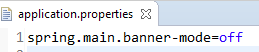 application.properties
1 spring.main.banner-mode=off